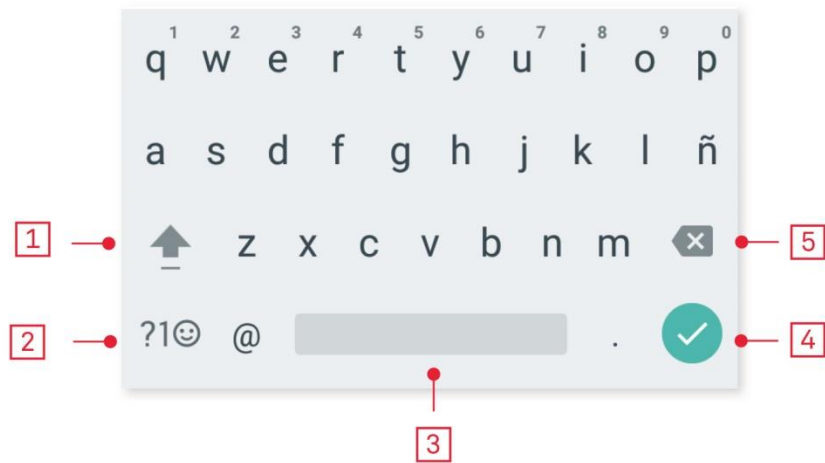 1 2 3 4 5 6 7 8 9 0
q w e r t y u i o p
a s d f g h j k l ñ
1 z x c v b n m 5
2 ?1☺ @ . 4
3